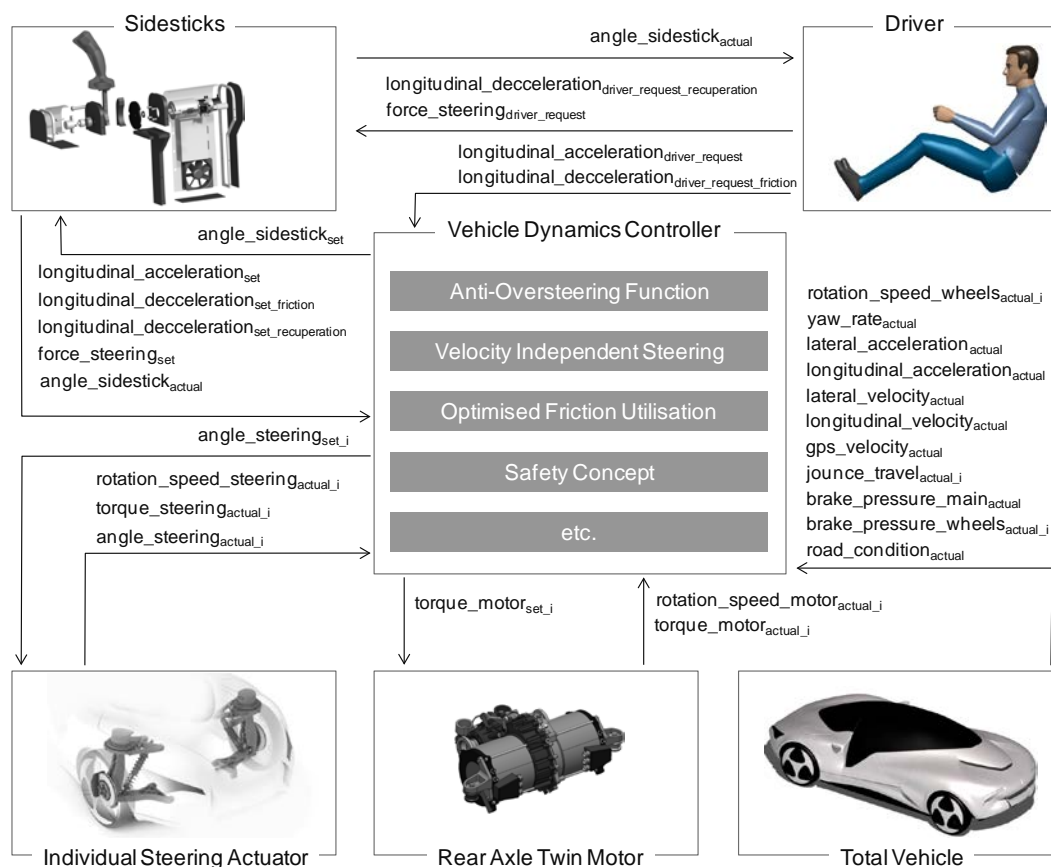 Sidesticks
Driver
angle_sidestick_actual
longitudinal_decceleration_driver_request_recuperation
force_steering_driver_request
longitudinal_acceleration_driver_request
longitudinal_decceleration_driver_request_friction
angle_sidestick_set
longitudinal_acceleration_set
longitudinal_decceleration_set_friction
longitudinal_decceleration_set_recuperation
force_steering_set
angle_sidestick_actual
Vehicle Dynamics Controller
Anti-Oversteering Function
Velocity Independent Steering
Optimised Friction Utilisation
Safety Concept
etc.
rotation_speed_wheels_actual_i
yaw_rate_actual
lateral_acceleration_actual
longitudinal_acceleration_actual
lateral_velocity_actual
longitudinal_velocity_actual
gps_velocity_actual
jounce_travel_actual_i
brake_pressure_main_actual
brake_pressure_wheels_actual_i
road_condition_actual
angle_steering_set_i
rotation_speed_steering_actual_i
torque_steering_actual_i
angle_steering_actual_i
torque_motor_set_i
rotation_speed_motor_actual_i
torque_motor_actual_i
Individual Steering Actuator
Rear Axle Twin Motor
Total Vehicle